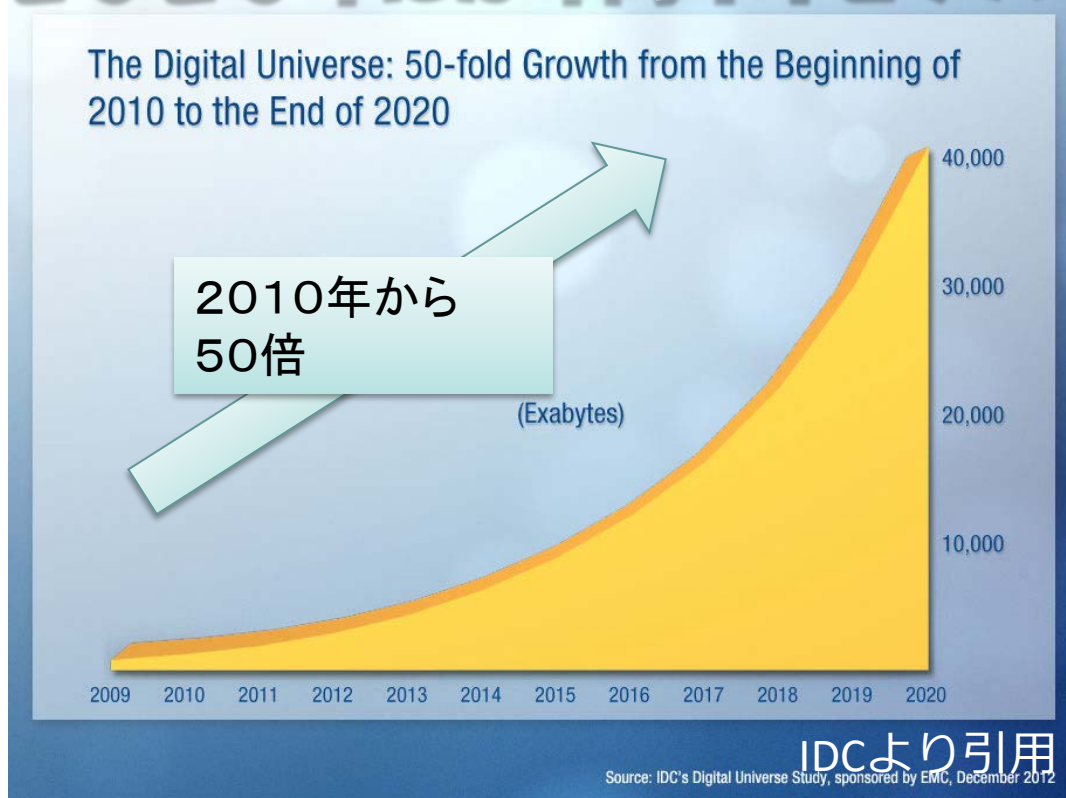 The Digital Universe: 50-fold Growth from the Beginning of
2010 to the End of 2020
40,000
2010年から
50倍
30,000
(Exabytes)
20,000
10,000
2009 2010 2011 2012 2013 2014 2015 2016 2017 2018 2019 2020
IDCより引用
Source: IDC's Digital Universe Study, sponsored by EMC, December 2012